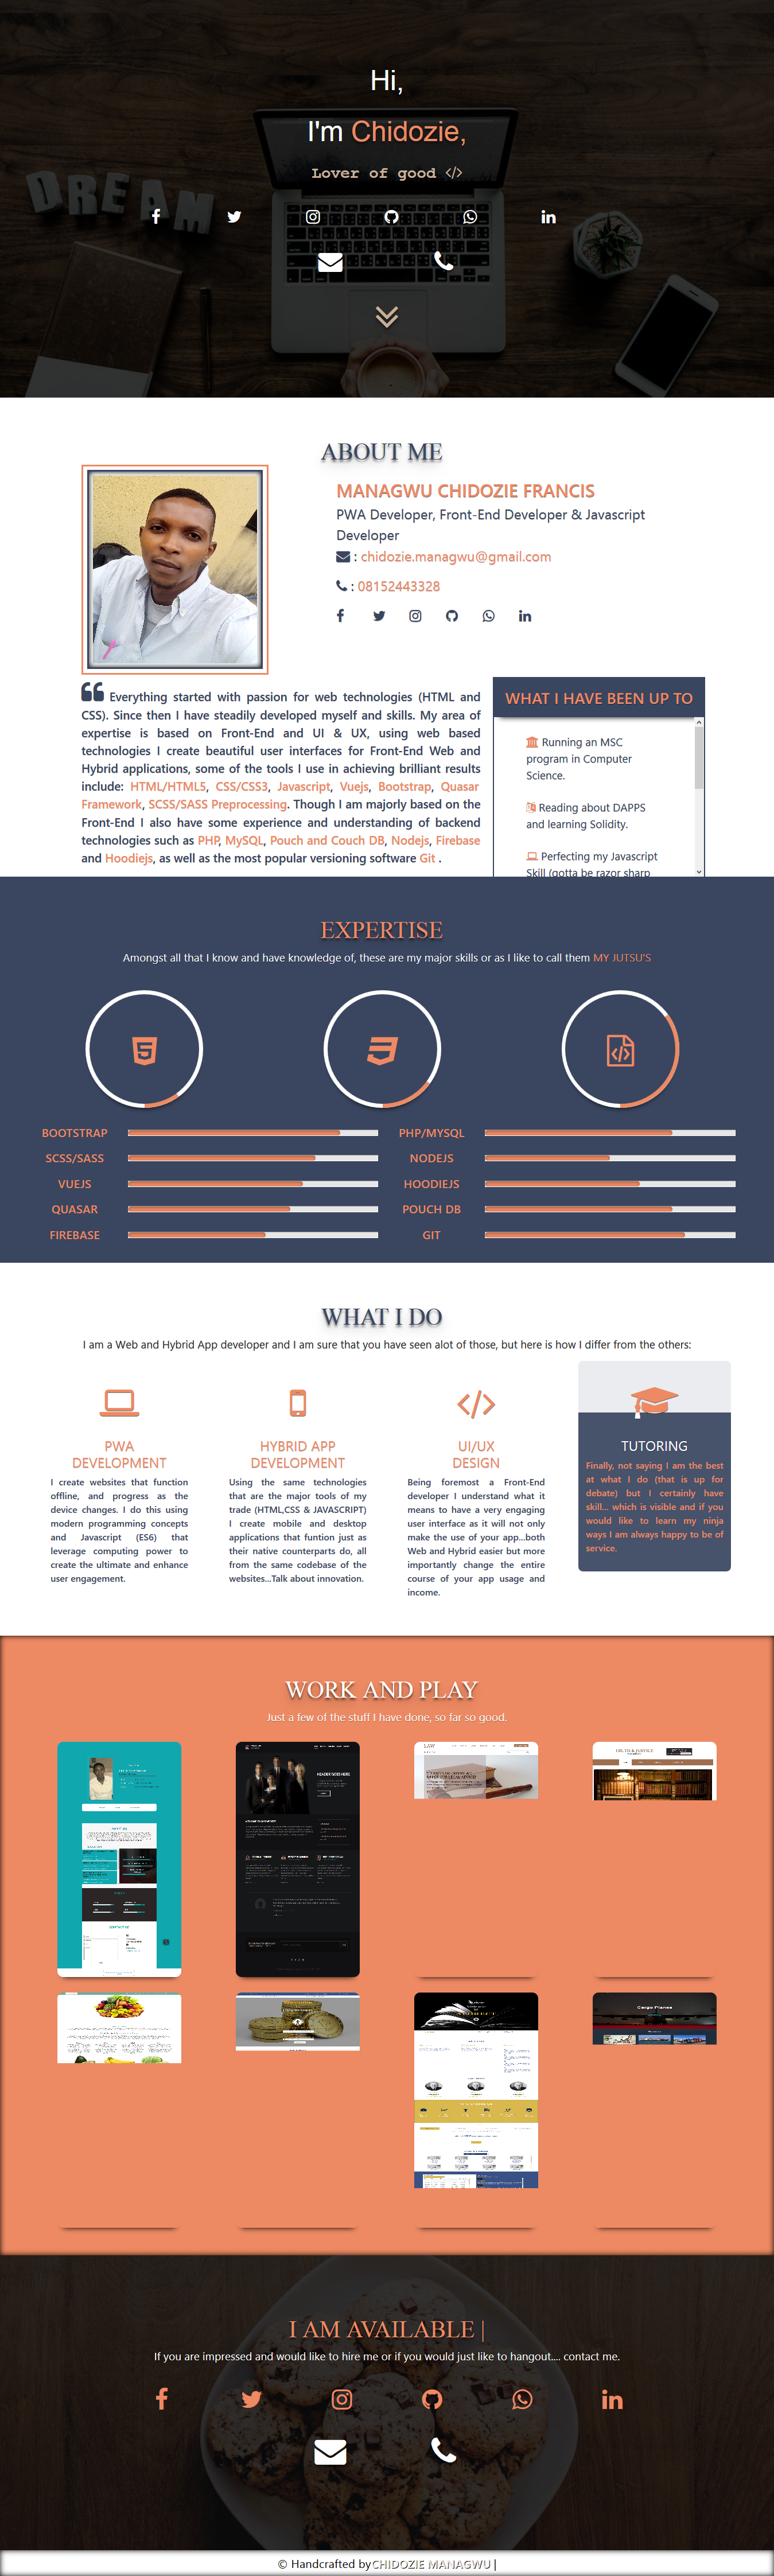 DREAM
Hi,
I'm Chidozie,
Lover of good </>
ABOUT ME
MANAGWU CHIDOZIE FRANCIS
PWA Developer, Front-End Developer & Javascript
Developer
: chidozie.managwu@gmail.com
: 08152443328
Everything started with passion for web technologies (HTML and
CSS). Since then I have steadily developed myself and skills. My area of
expertise is based on Front-End and UI & UX, using web based
technologies I create beautiful user interfaces for Front-End Web and
Hybrid applications, some of the tools I use in achieving brilliant results
include: HTML/HTML5, CSS/CSS3, Javascript, Vuejs, Bootstrap, Quasar
Framework, SCSS/SASS Preprocessing. Though I am majorly based on the
Front-End I also have some experience and understanding of backend
technologies such as PHP, MySQL, Pouch and Couch DB, Nodejs, Firebase
and Hoodiejs, as well as the most popular versioning software Git .
WHAT I HAVE BEEN UP TO
Running an MSC
program in Computer
Science.
Reading about DAPPS
and learning Solidity.
Perfecting my Javascript
Skill (gotta be razor sharp
EXPERTISE
Amongst all that I know and have knowledge of, these are my major skills or as I like to call them MY JUTSU'S
BOOTSTRAP
SCSS/SASS
VUEJS
QUASAR
FIREBASE
PHP/MYSQL
NODEJS
HOODIEJS
POUCH DB
GIT
WHAT I DO
I am a Web and Hybrid App developer and I am sure that you have seen alot of those, but here is how I differ from the others:
PWA
DEVELOPMENT
I create websites that function
offline, and progress as the
device changes. I do this using
modern programming concepts
and Javascript (ES6) that
leverage computing power to
create the ultimate and enhance
user engagement.
HYBRID APP
DEVELOPMENT
Using the same technologies
that are the major tools of my
trade (HTML,CSS & JAVASCRIPT)
I create mobile and desktop
applications that funtion just as
their native counterparts do, all
from the same codebase of the
websites...Talk about innovation.
UI/UX
DESIGN
Being foremost a Front-End
developer I understand what it
means to have a very engaging
user interface as it will not only
make the use of your app...both
Web and Hybrid easier but more
importantly change the entire
course of your app usage and
income.
TUTORING
Finally, not saying I am the best
at what I do (that is up for
debate) but I certainly have
skill... which is visible and if you
would like to learn my ninja
ways I am always happy to be of
service.
WORK AND PLAY
Just a few of the stuff I have done, so far so good.
HEADER GOES HERE
LAW
Cargo Planes
I AM AVAILABLE |
If you are impressed and would like to hire me or if you would just like to hangout.... contact me.
© Handcrafted by CHIDOZIE MANAGWU |